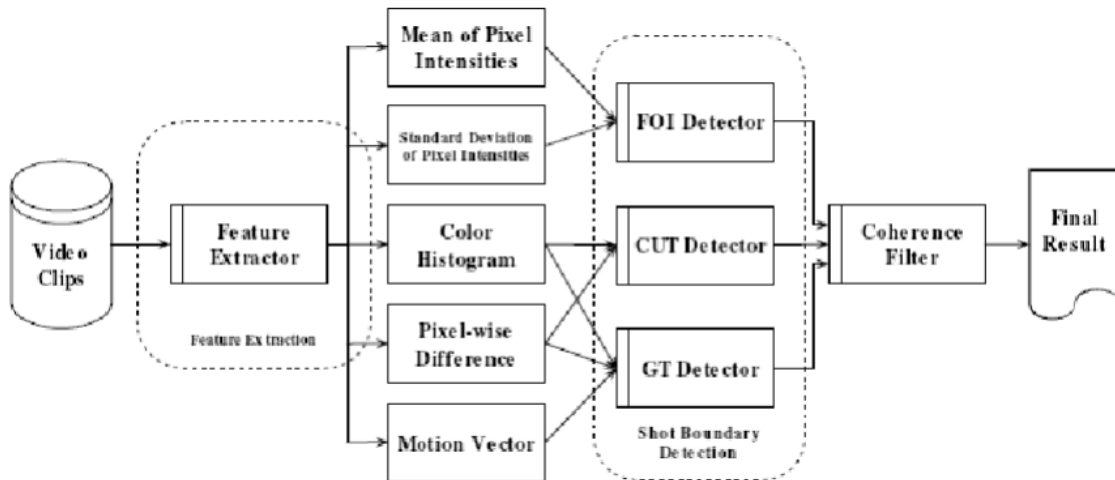 Video
Clips
Feature
Extractor
Feature Extraction
Mean of Pixel
Intensities
Standard Deviation
of Pixel Intensities
Color
Histogram
Pixel-wise
Difference
Motion Vector
FOI Detector
CUT Detector
GT Detector
Shot Boundary
Detection
Coherence
Filter
Final
Result